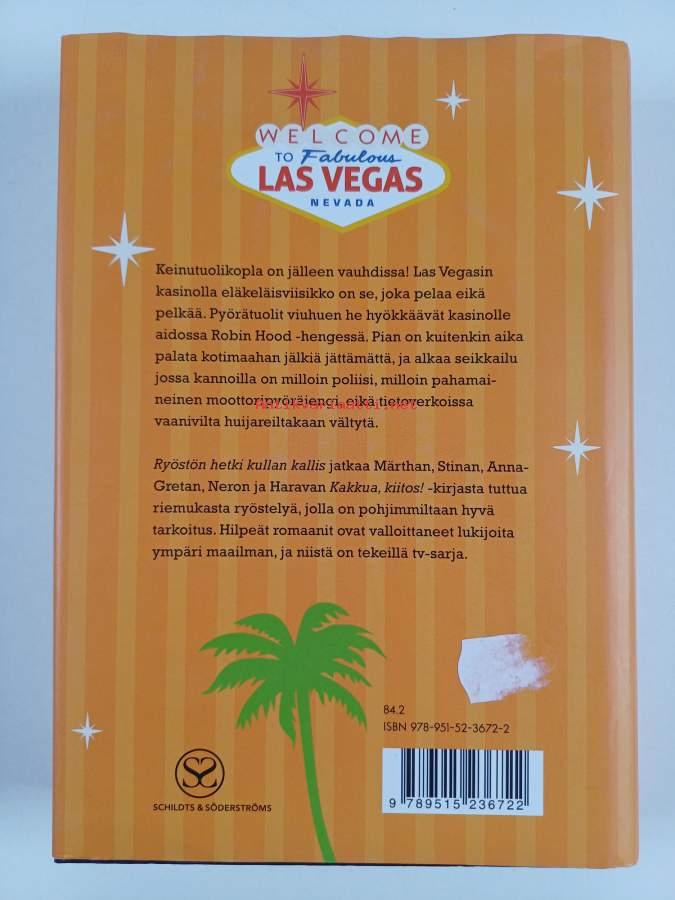 WELCOME
TO Fabulous
LAS VEGAS
NEVADA
Keinutuolikopla on jälleen vauhdissa! Las Vegasin
kasinolla eläkeläisviisikko on se, joka pelaa eikä
pelkää. Pyörätuolit viuhuen he hyökkäävät kasinolle
aidossa Robin Hood -hengessä. Pian on kuitenkin aika
palata kotimaahan jälkiä jättämättä, ja alkaa seikkailu
jossa kannoilla on milloin poliisi, milloin pahamai-
neinen moottoripyöräjengi, eikä tietoverkoissa
Antikvariaatti.net
vaanivilta huijareiltakaan vältytä.
Ryöstön hetki kullan kallis jatkaa Märthan, Stinan, Anna-
Gretan, Neron ja Haravan Kakkua, kiitos! -kirjasta tuttua
riemukasta ryöstelyä, jolla on pohjimmiltaan hyvä
tarkoitus. Hilpeät romaanit ovat valloittaneet lukijoita
ympäri maailman, ja niistä on tekeillä tv-sarja.
84.2
ISBN 978-951-52-3672-2
9 789515 236722
SCHILDTS & SÖDERSTRÖMS